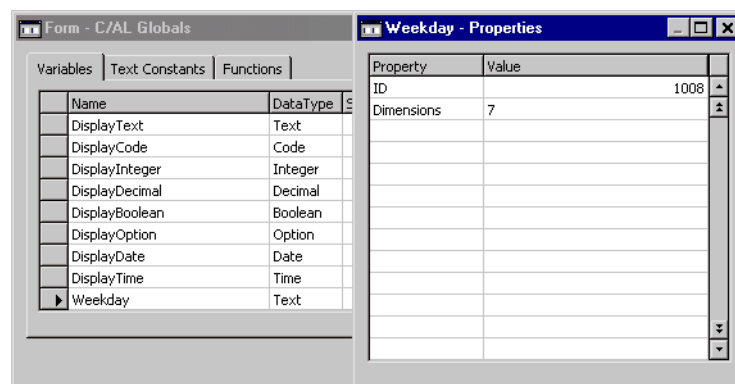 Form - C/AL Globals
Variables Text Constants Functions
Name DataType S
DisplayText Text
DisplayCode Code
DisplayInteger Integer
DisplayDecimal Decimal
DisplayBoolean Boolean
DisplayOption Option
DisplayDate Date
DisplayTime Time
Weekday Text
Weekday - Properties
Property Value
ID 1008
Dimensions 7